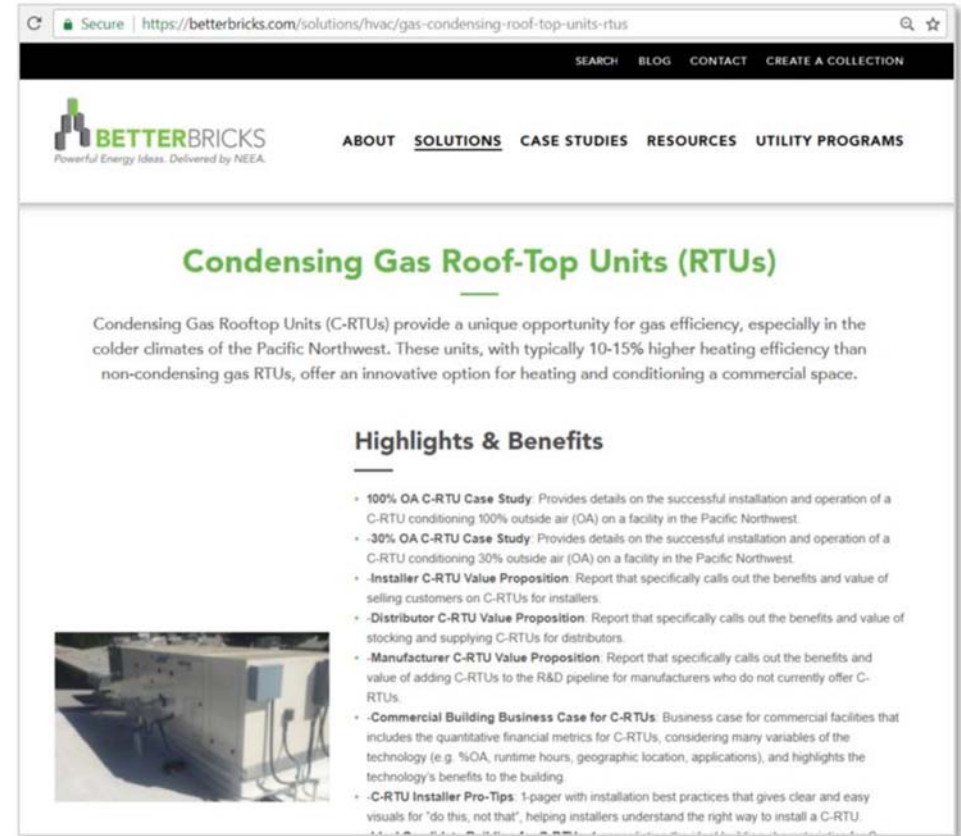 Secure | https://betterbricks.com/solutions/hvac/gas-condensing-roof-top-units-rtus
SEARCH BLOG CONTACT CREATE A COLLECTION
BETTERBRICKS
Powerful Energy Ideas. Delivered by NEEA.
ABOUT SOLUTIONS CASE STUDIES RESOURCES UTILITY PROGRAMS
Condensing Gas Roof-Top Units (RTUs)
Condensing Gas Rooftop Units (C-RTUs) provide a unique opportunity for gas efficiency, especially in the
colder climates of the Pacific Northwest. These units, with typically 10-15% higher heating efficiency than
non-condensing gas RTUs, offer an innovative option for heating and conditioning a commercial space.
Highlights & Benefits
• 100% OA C-RTU Case Study: Provides details on the successful installation and operation of a
C-RTU conditioning 100% outside air (OA) on a facility in the Pacific Northwest.
• -30% OA C-RTU Case Study: Provides details on the successful installation and operation of a
C-RTU conditioning 30% outside air (OA) on a facility in the Pacific Northwest.
• -Installer C-RTU Value Proposition: Report that specifically calls out the benefits and value of
selling customers on C-RTUs for installers.
• -Distributor C-RTU Value Proposition: Report that specifically calls out the benefits and value of
stocking and supplying C-RTUs for distributors.
• -Manufacturer C-RTU Value Proposition: Report that specifically calls out the benefits and
value of adding C-RTUs to the R&D pipeline for manufacturers who do not currently offer C-
RTUs.
• -Commercial Building Business Case for C-RTUs: Business case for commercial facilities that
includes the quantitative financial metrics for C-RTUs, considering many variables of the
technology (e.g. %OA, runtime hours, geographic location, applications), and highlights the
technology's benefits to the building.
• -C-RTU Installer Pro-Tips: 1-pager with installation best practices that gives clear and easy
visuals for "do this, not that", helping installers understand the right way to install a C-RTU.